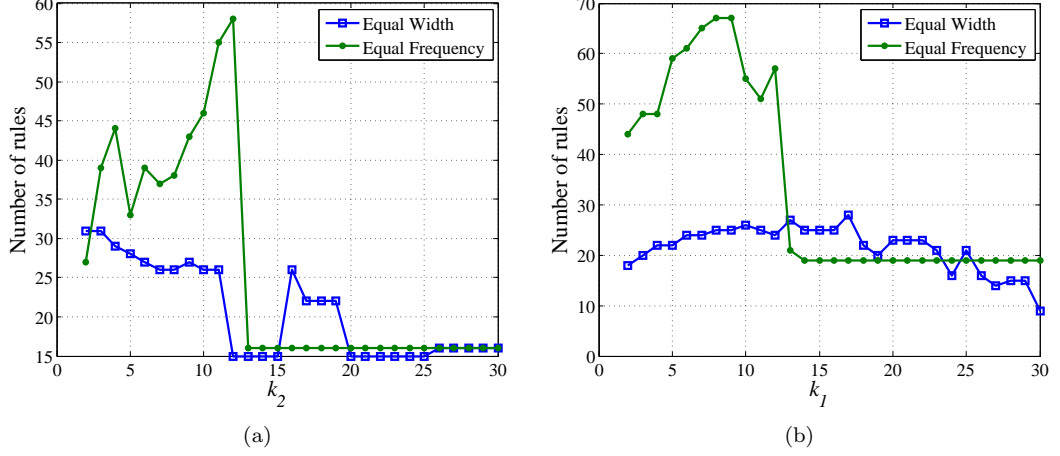 60
55
50
45
40
35
30
25
20
15
Number of rules
0 5 10 15 20 25 30
k2
Equal Width
Equal Frequency
(a)
70
60
50
40
30
20
10
0
Number of rules
0 5 10 15 20 25 30
k1
Equal Width
Equal Frequency
(b)